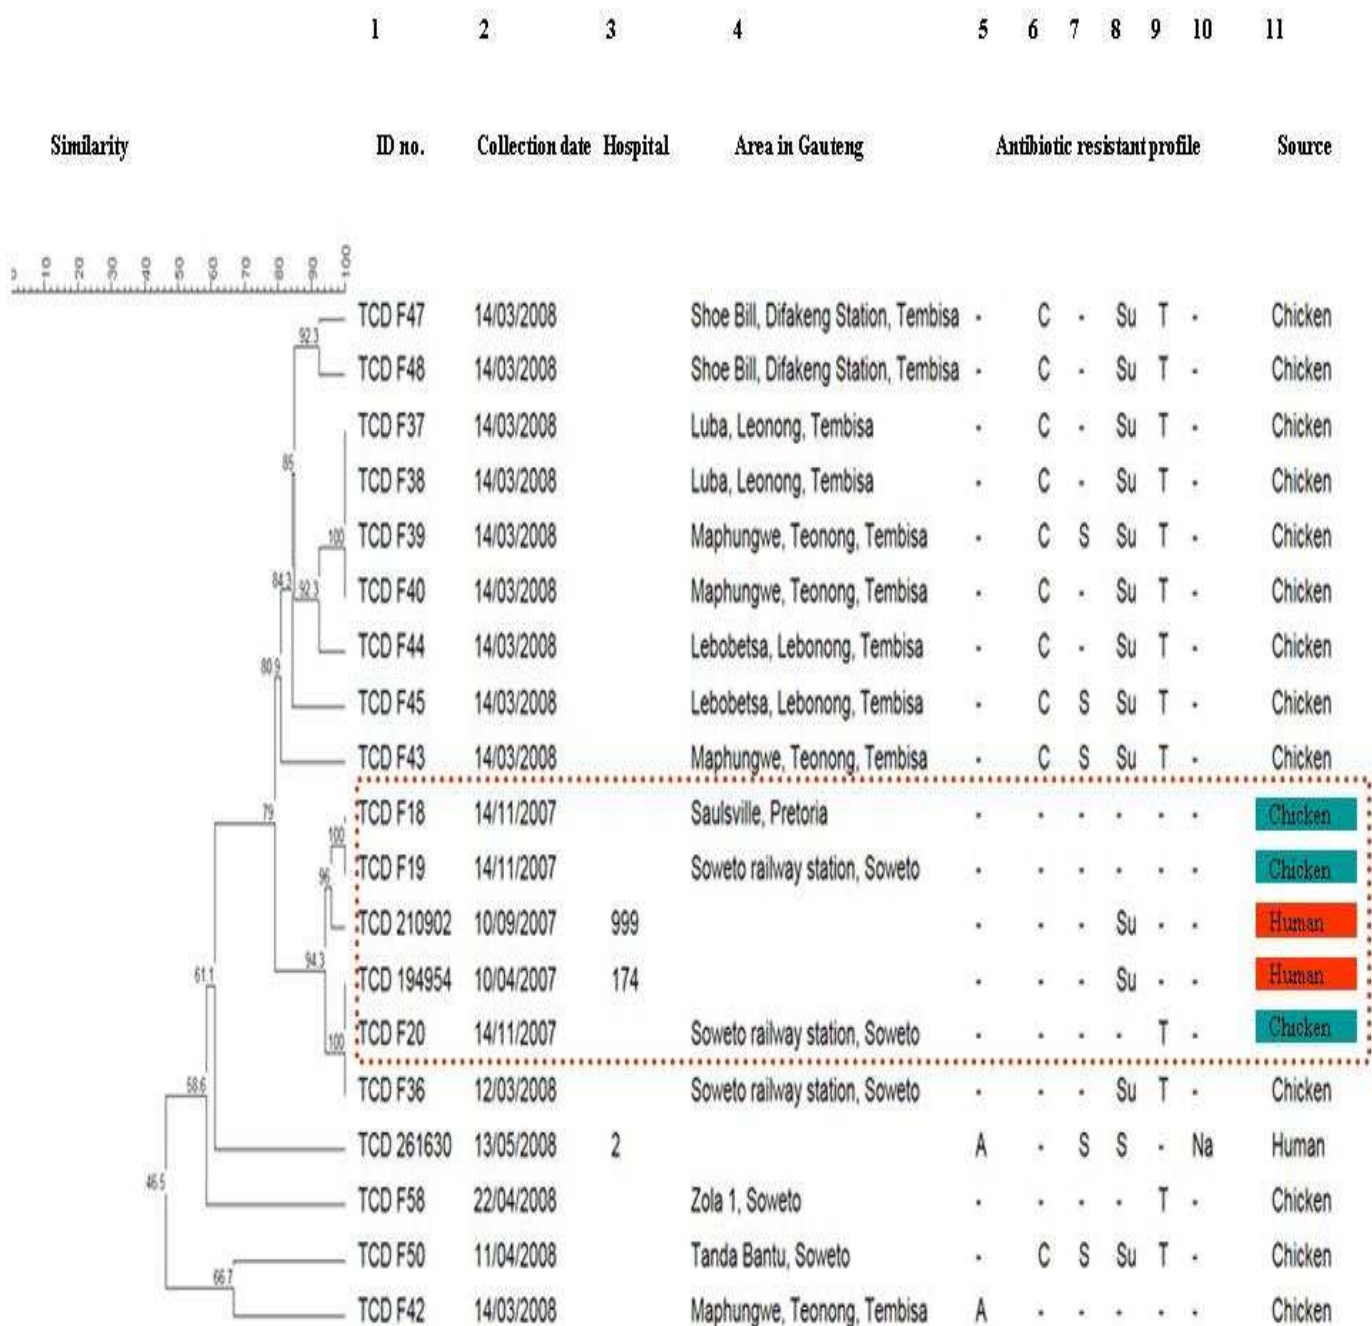 1 2 3 4 5 6 7 8 9 10 11
Similarity ID no. Collection date Hospital Area in Gauteng Antibiotic resistant profile Source
10 20 30 40 50 60 70 80 90 100
TCD F47 14/03/2008 Shoe Bill, Difakeng Station, Tembisa - C - Su T - Chicken
92.3
TCD F48 14/03/2008 Shoe Bill, Difakeng Station, Tembisa - C - Su T - Chicken
TCD F37 14/03/2008 Luba, Leonong, Tembisa - C - Su T - Chicken
85
TCD F38 14/03/2008 Luba, Leonong, Tembisa - C - Su T - Chicken
100 TCD F39 14/03/2008 Maphungwe, Teonong, Tembisa - C S Su T - Chicken
84.3 92.3 TCD F40 14/03/2008 Maphungwe, Teonong, Tembisa - C - Su T - Chicken
TCD F44 14/03/2008 Lebobetsa, Lebonong, Tembisa - C - Su T - Chicken
80.9
TCD F45 14/03/2008 Lebobetsa, Lebonong, Tembisa - C S Su T - Chicken
TCD F43 14/03/2008 Maphungwe, Teonong, Tembisa - C S Su T - Chicken
79 TCD F18 14/11/2007 Saulsville, Pretoria - - - - - - Chicken
100
TCD F19 14/11/2007 Soweto railway station, Soweto - - - - - - Chicken
96
TCD 210902 10/09/2007 999 - - - Su - - Human
94.3
61.1 TCD 194954 10/04/2007 174 - - - Su - - Human
TCD F20 14/11/2007 Soweto railway station, Soweto - - - - T - Chicken
100
58.6 TCD F36 12/03/2008 Soweto railway station, Soweto - - - Su T - Chicken
TCD 261630 13/05/2008 2 A - S S - Na Human
46.5
TCD F58 22/04/2008 Zola 1, Soweto - - - - T - Chicken
TCD F50 11/04/2008 Tanda Bantu, Soweto - C S Su T - Chicken
66.7
TCD F42 14/03/2008 Maphungwe, Teonong, Tembisa A - - - - - Chicken